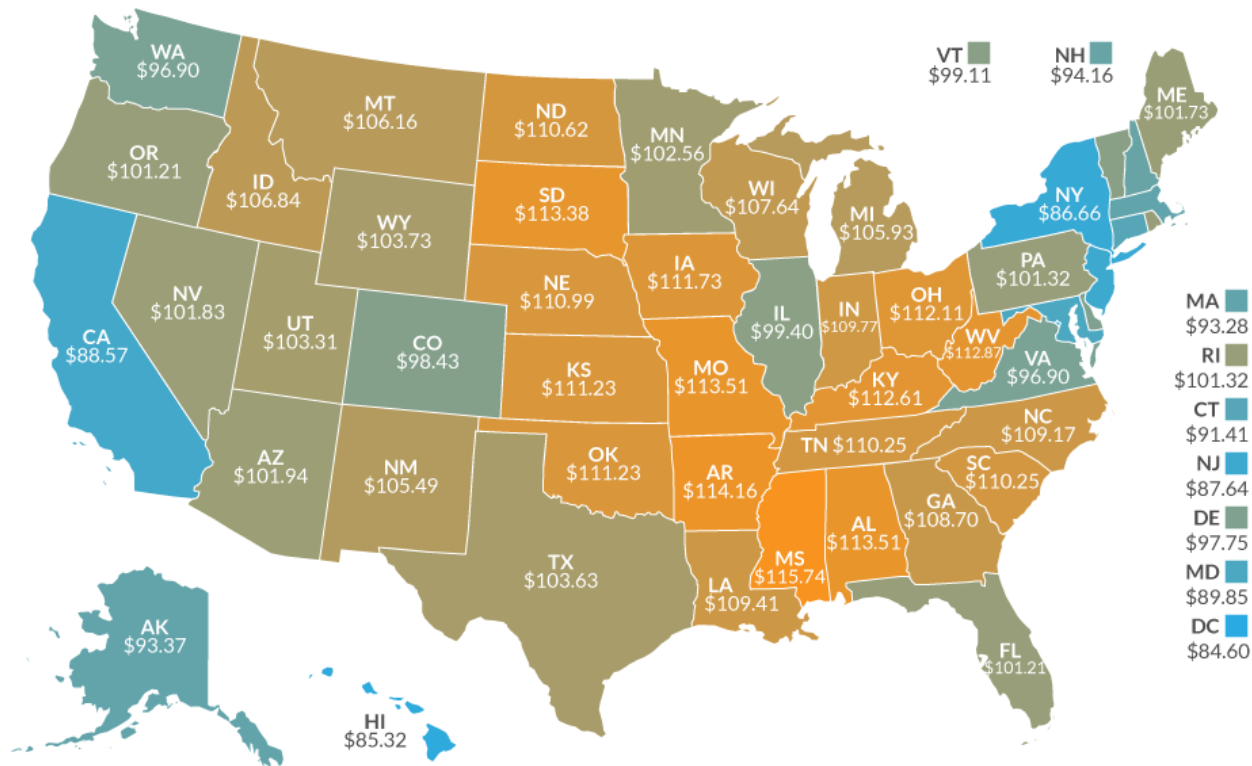 WA
$96.90
MT
$106.16
ND
$110.62
MN
$102.56
VT
$99.11
NH
$94.16
ME
$101.73
OR
$101.21
ID
$106.84
SD
$113.38
WI
$107.64
MI
$105.93
NY
$86.66
WY
$103.73
IA
$111.73
PA
$101.32
NE
$110.99
NV
$101.83
UT
$103.31
CO
$98.43
IL
$99.40
IN
$109.77
OH
$112.11
WV
$112.87
CA
$88.57
KS
$111.23
MO
$113.51
KY
$112.61
VA
$96.90
MA
$93.28
RI
$101.32
CT
$91.41
NJ
$87.64
DE
$97.75
MD
$89.85
DC
$84.60
AZ
$101.94
NM
$105.49
OK
$111.23
AR
$114.16
TN $110.25
NC
$109.17
SC
$110.25
GA
$108.70
AL
$113.51
MS
$115.74
TX
$103.63
LA
$109.41
FL
$101.21
AK
$93.37
HI
$85.32